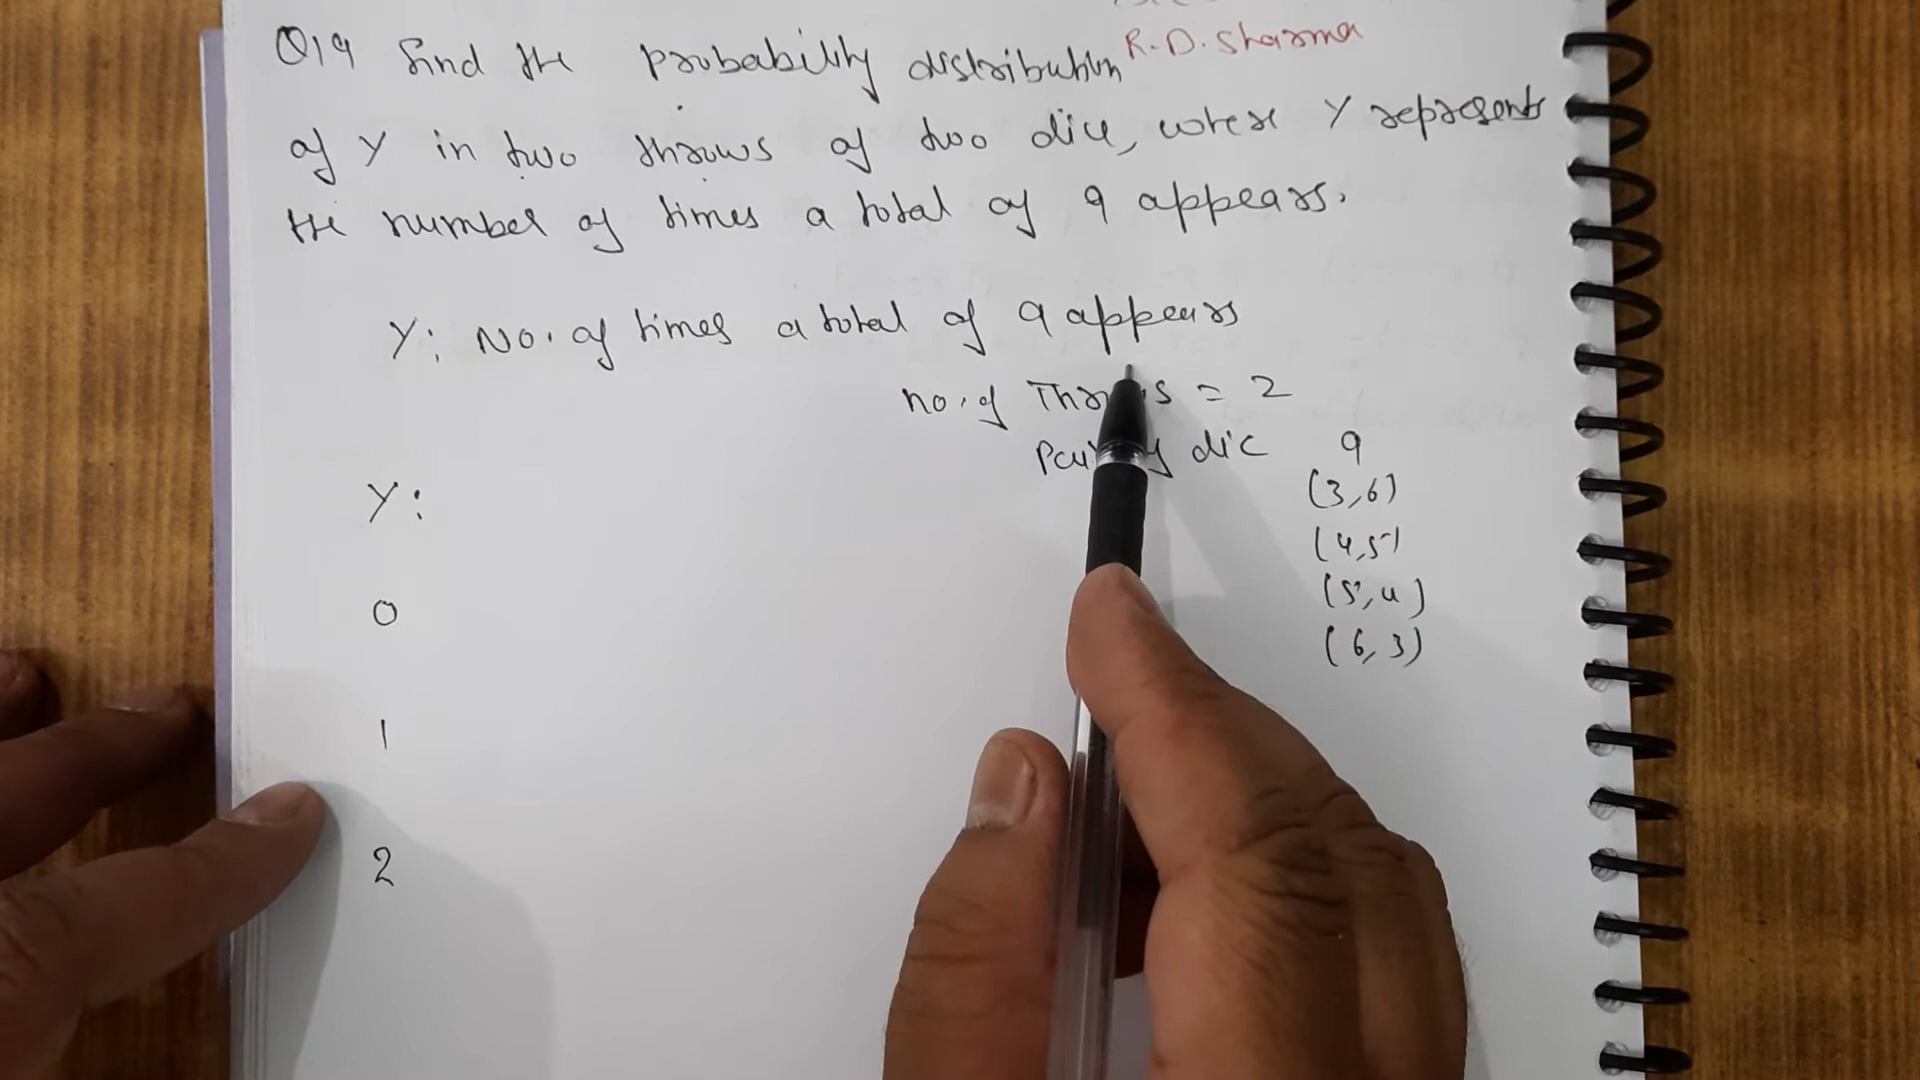 Q19 find the probability distribution R.D. Sharma
of Y in two throws of two dice, where Y represents
the number of times a total of 9 appears.
Y: No. of times a total of 9 appears
no. of = 2
dic 9
Y: (3,6)
(4,5)
0 (5,4)
(6,3)
1
2